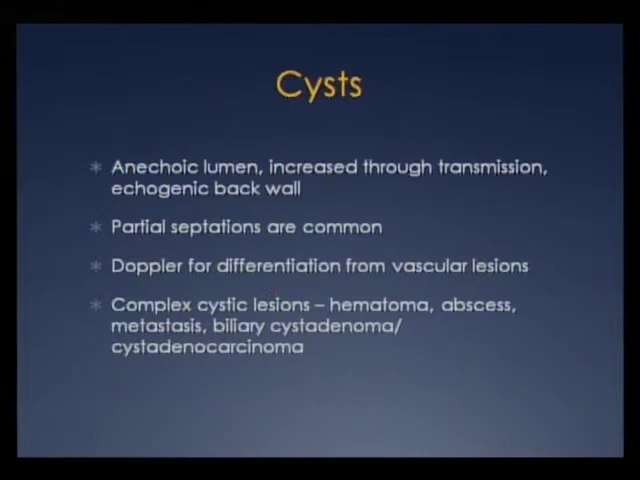 Cysts
Anechoic lumen, increased through transmission,
echogenic back wall
Partial septations are common
Doppler for differentiation from vascular lesions
Complex cystic lesions – hematoma, abscess,
metastasis, biliary cystadenoma/
cystadenocarcinoma